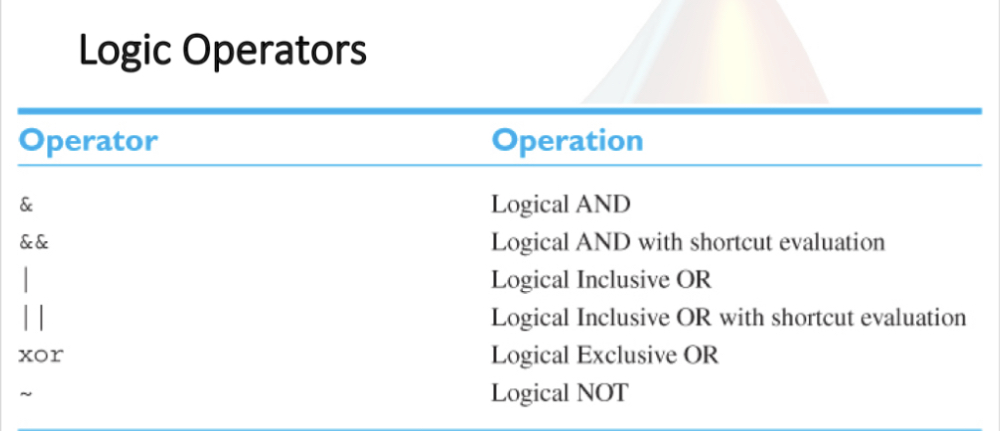 Logic Operators
Operator Operation
& Logical AND
&& Logical AND with shortcut evaluation
| Logical Inclusive OR
|| Logical Inclusive OR with shortcut evaluation
xor Logical Exclusive OR
~ Logical NOT